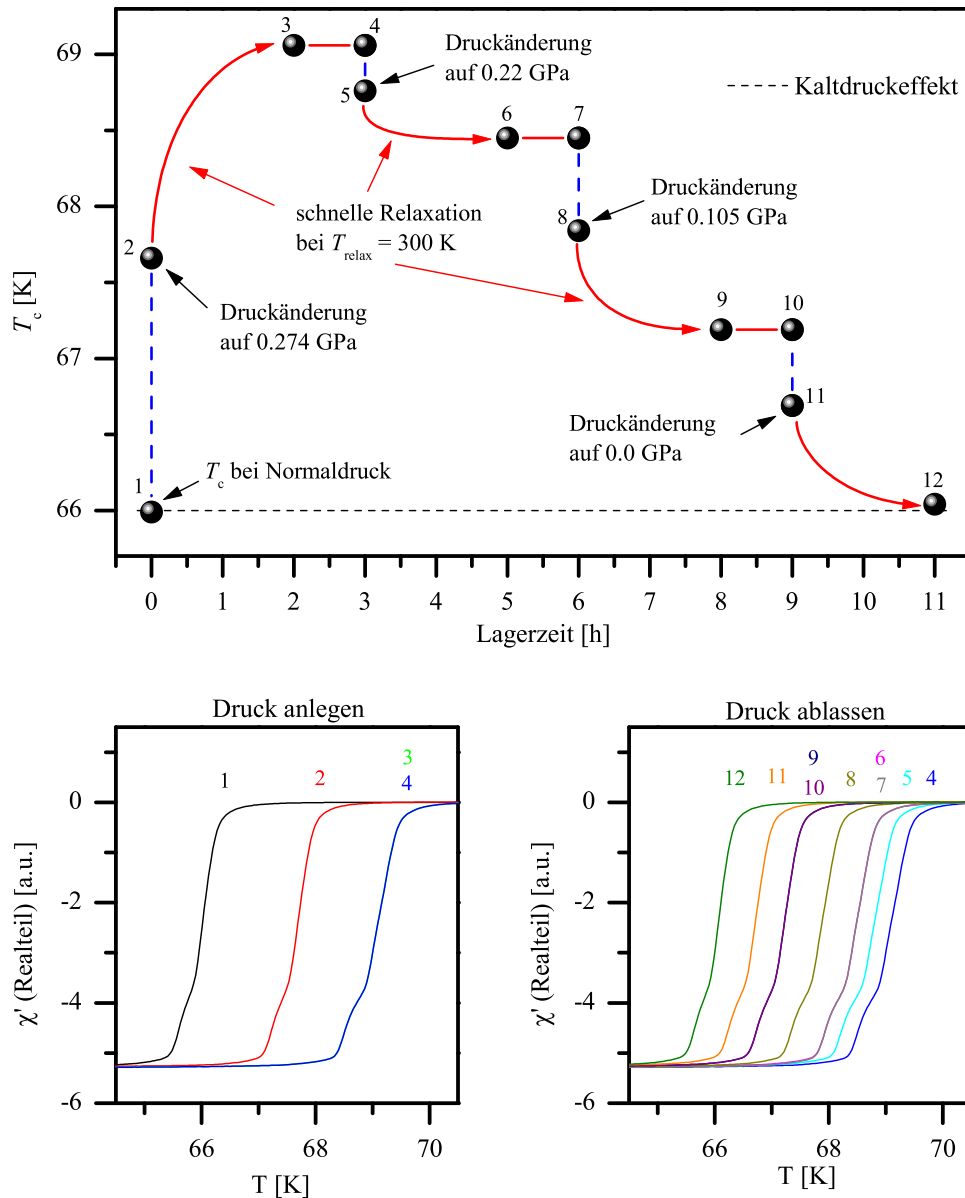 3
4
Druckänderung
auf 0.22 GPa
5
6
7
Kaltdruckeffekt
69
68
67
66
T_c [K]
2
schnelle Relaxation
bei T_relax = 300 K
8
Druckänderung
auf 0.105 GPa
Druckänderung
auf 0.274 GPa
9
10
11
Druckänderung
auf 0.0 GPa
1
T_c bei Normaldruck
12
0 1 2 3 4 5 6 7 8 9 10 11
Lagerzeit [h]
Druck anlegen
3
1 2 4
0
-2
-4
-6
χ' (Realteil) [a.u.]
66 68 70
T [K]
Druck ablassen
9 6
12 11 10 8 7 5 4
0
-2
-4
-6
χ' (Realteil) [a.u.]
66 68 70
T [K]